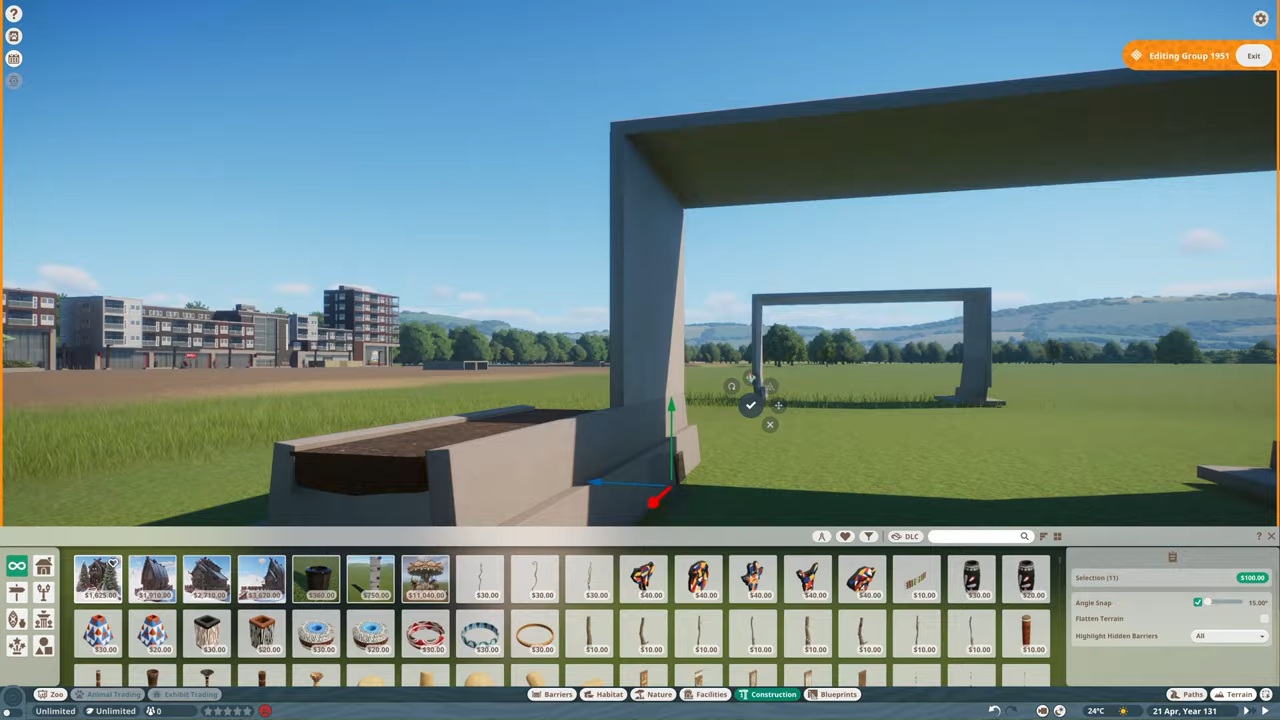 Editing Group 1951
Exit
DLC
$1,625.00
$1,910.00
$2,710.00
$3,670.00
$360.00
$750.00
$11,040.00
$30.00
$30.00
$30.00
$40.00
$40.00
$40.00
$40.00
$40.00
$10.00
$30.00
$20.00
$30.00
$20.00
$30.00
$20.00
$30.00
$20.00
$30.00
$30.00
$30.00
$10.00
$10.00
$10.00
$10.00
$10.00
$10.00
$10.00
$10.00
$10.00
Selection (11)
$100.00
Angle Snap
15.00°
Flatten Terrain
Highlight Hidden Barriers
All
Zoo
Animal Trading
Exhibit Trading
Barriers
Habitat
Nature
Facilities
Construction
Blueprints
Paths
Terrain
Unlimited
Unlimited
0
24°C
21 Apr, Year 131